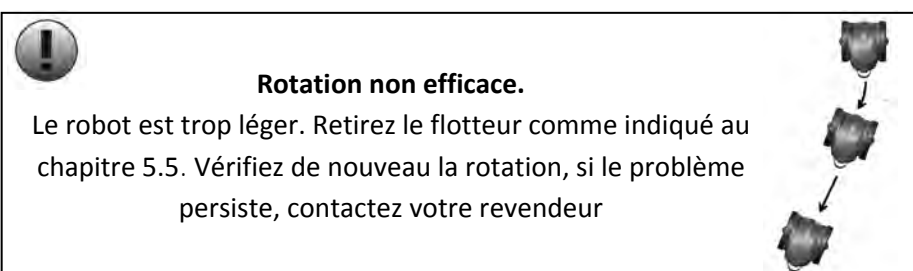 Rotation non efficace.
Le robot est trop léger. Retirez le flotteur comme indiqué au
chapitre 5.5. Vérifiez de nouveau la rotation, si le problème
persiste, contactez votre revendeur